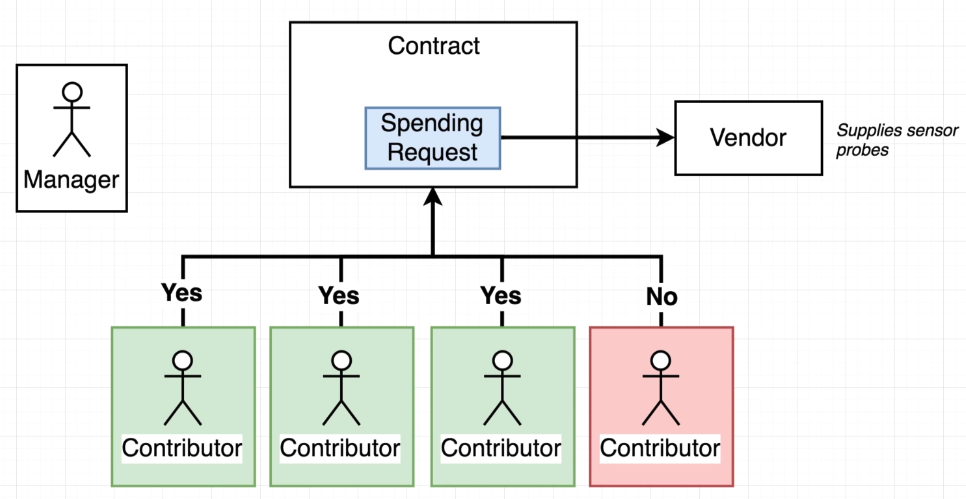 Contract
Spending
Request
Vendor
Supplies sensor
probes
Manager
Yes
Yes
Yes
No
Contributor
Contributor
Contributor
Contributor